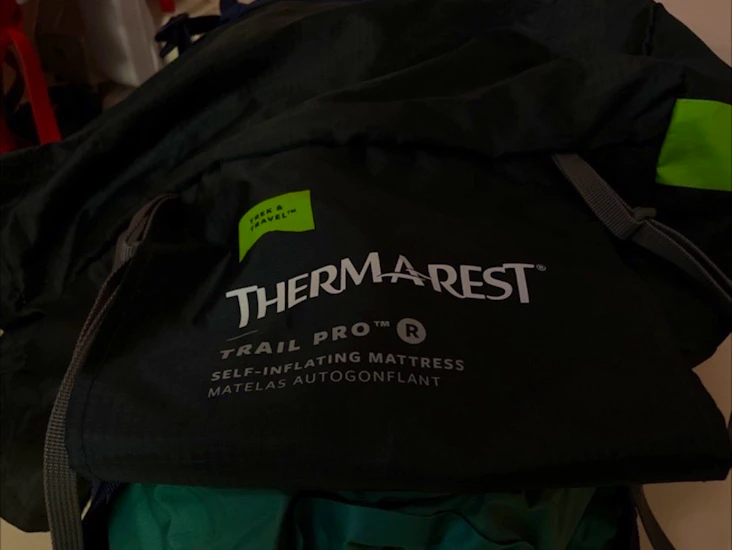 TREK &
TRAVEL™
THERMAREST®
TRAIL PRO™ R
SELF-INFLATING MATTRESS
MATELAS AUTOGONFLANT